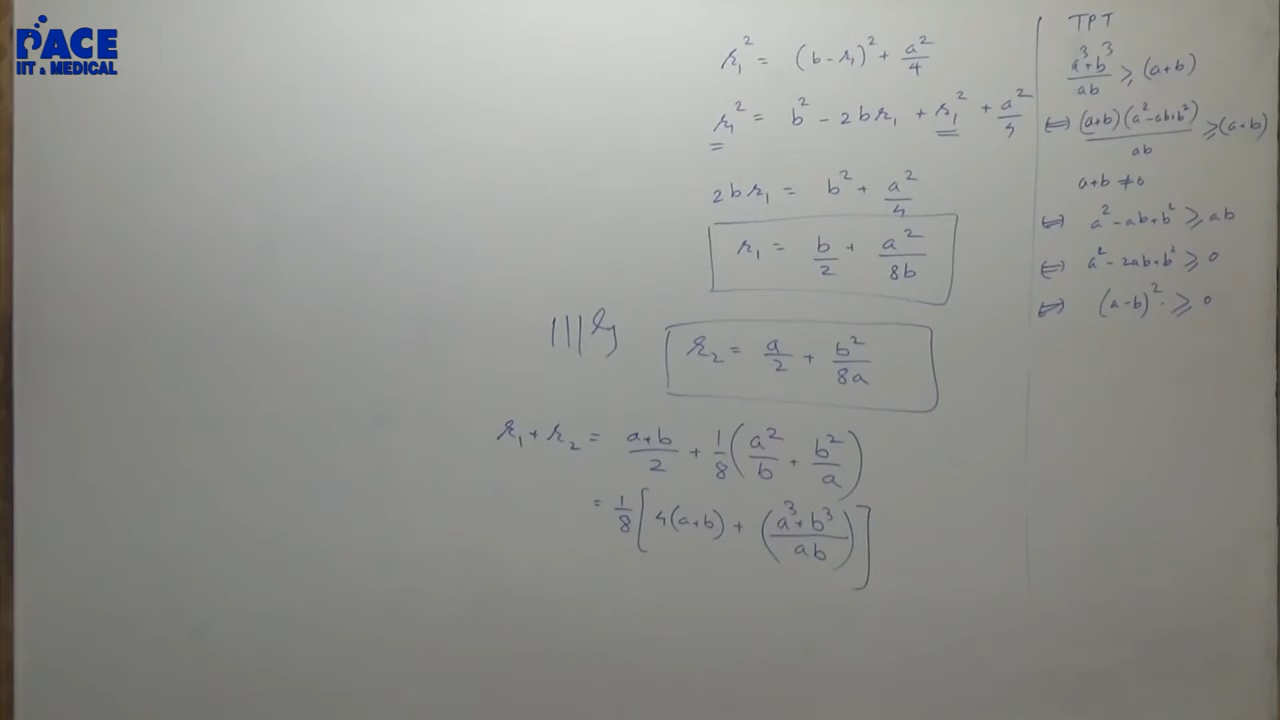 PACE
IIT & MEDICAL
r₁² = (b-r₁)² + a²/4
r₁² = b² - 2br₁ + r₁² + a²/4
2br₁ = b² + a²/4
r₁ = b/2 + a²/8b
|||ly r₂ = a/2 + b²/8a
r₁+r₂ = (a+b)/2 + 1/8(a²/b + b²/a)
= 1/8[4(a+b) + ((a³+b³)/ab)]
TPT
(a³+b³)/ab ⩾ (a+b)
⇔ (a+b)(a²-ab+b²)/ab ⩾ (a+b)
a+b ≠ 0
⇔ a²-ab+b² ⩾ ab
⇔ a²-2ab+b² ⩾ 0
⇔ (a-b)² ⩾ 0